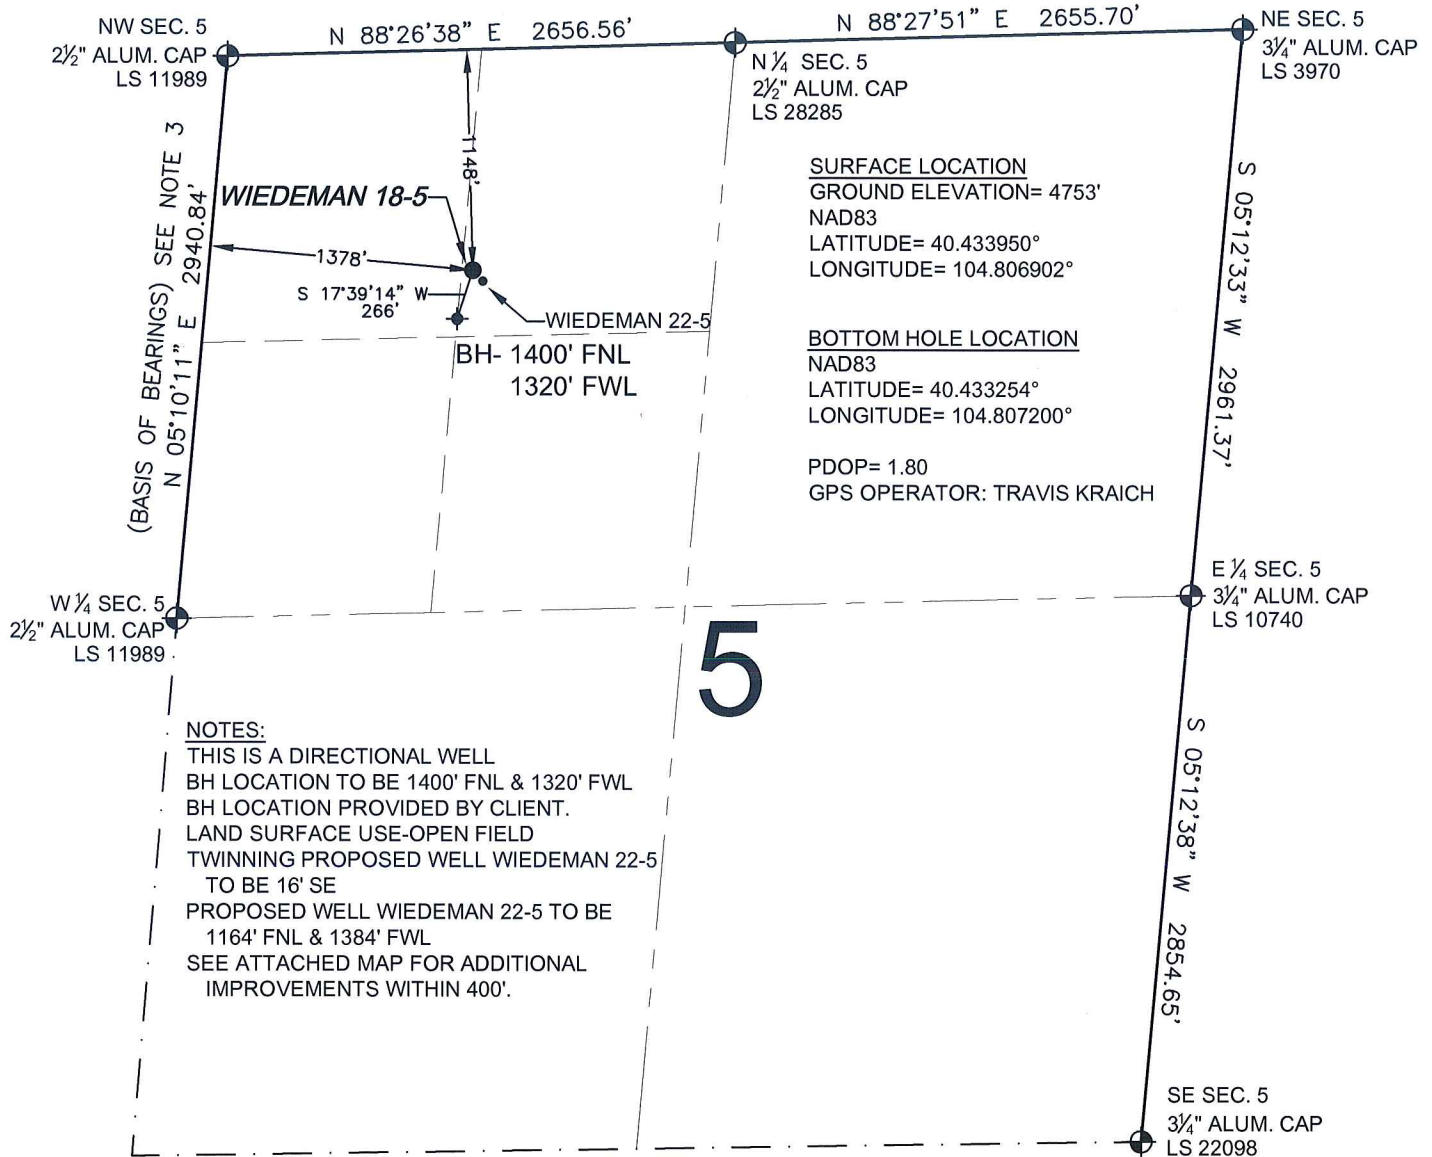 NW SEC. 5
2½" ALUM. CAP
LS 11989
N 88°26'38" E 2656.56'
N 88°27'51" E 2655.70'
NE SEC. 5
3¼" ALUM. CAP
LS 3970
N ¼ SEC. 5
2½" ALUM. CAP
LS 28285
(BASIS OF BEARINGS) SEE NOTE 3
N 05°10'11" E 2940.84'
1148'
WIEDEMAN 18-5
1378'
S 17°39'14" W
266'
WIEDEMAN 22-5
BH- 1400' FNL
1320' FWL
SURFACE LOCATION
GROUND ELEVATION= 4753'
NAD83
LATITUDE= 40.433950°
LONGITUDE= 104.806902°
BOTTOM HOLE LOCATION
NAD83
LATITUDE= 40.433254°
LONGITUDE= 104.807200°
PDOP= 1.80
GPS OPERATOR: TRAVIS KRAICH
S 05°12'33" W 2961.37'
W ¼ SEC. 5
2½" ALUM. CAP
LS 11989
E ¼ SEC. 5
3¼" ALUM. CAP
LS 10740
5
NOTES:
THIS IS A DIRECTIONAL WELL
BH LOCATION TO BE 1400' FNL & 1320' FWL
BH LOCATION PROVIDED BY CLIENT.
LAND SURFACE USE-OPEN FIELD
TWINNING PROPOSED WELL WIEDEMAN 22-5
TO BE 16' SE
PROPOSED WELL WIEDEMAN 22-5 TO BE
1164' FNL & 1384' FWL
SEE ATTACHED MAP FOR ADDITIONAL
IMPROVEMENTS WITHIN 400'.
S 05°12'38" W 2854.65'
SE SEC. 5
3¼" ALUM. CAP
LS 22098